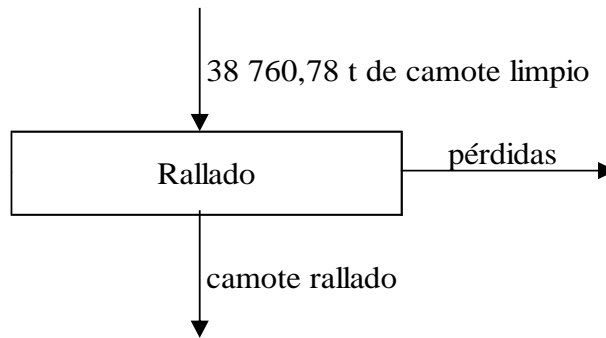 38 760,78 t de camote limpio
Rallado
pérdidas
camote rallado